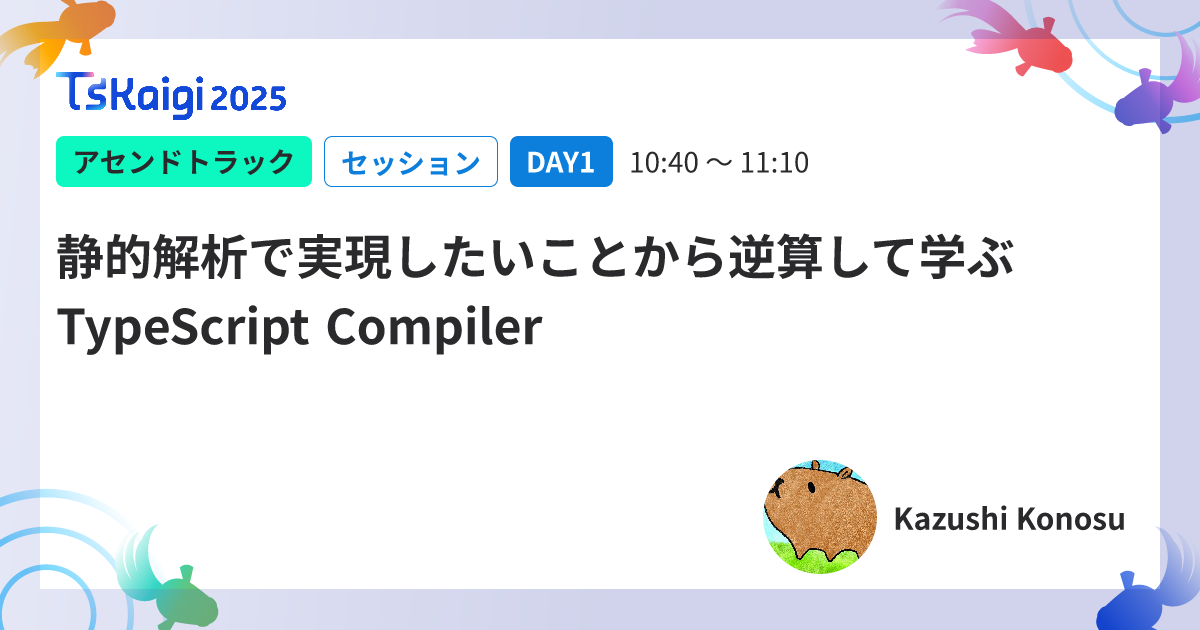 TSKaigi 2025
アセンドトラック セッション DAY1 10:40 〜 11:10
静的解析で実現したいことから逆算して学ぶ
TypeScript Compiler
Kazushi Konosu